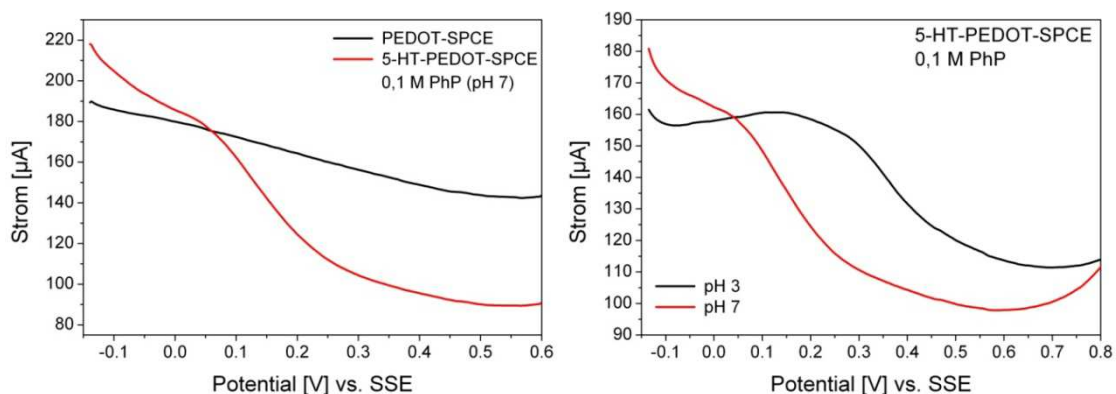 PEDOT-SPCE
5-HT-PEDOT-SPCE
0,1 M PhP (pH 7)
220
200
180
160
140
120
100
80
Strom [µA]
-0.1 0.0 0.1 0.2 0.3 0.4 0.5 0.6
Potential [V] vs. SSE
5-HT-PEDOT-SPCE
0,1 M PhP
190
180
170
160
150
140
130
120
110
100
90
Strom [µA]
pH 3
pH 7
-0.1 0.0 0.1 0.2 0.3 0.4 0.5 0.6 0.7 0.8
Potential [V] vs. SSE